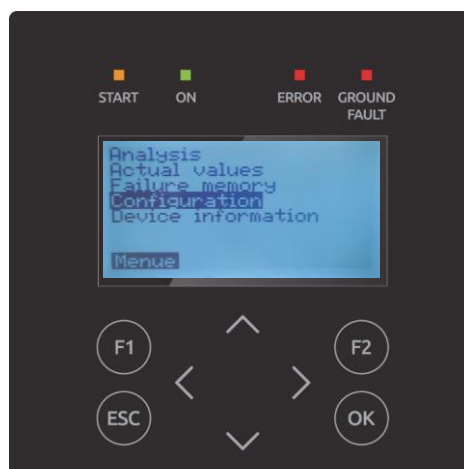 START ON ERROR GROUND FAULT
Analysis
Actual values
Failure memory
Configuration
Device information
Menue
F1 F2
ESC OK